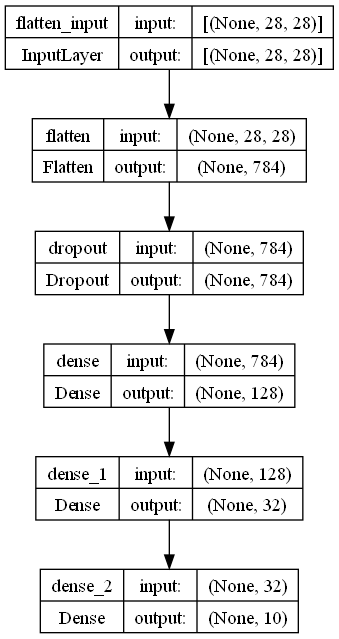 flatten_input input: [(None, 28, 28)]
InputLayer output: [(None, 28, 28)]
flatten input: (None, 28, 28)
Flatten output: (None, 784)
dropout input: (None, 784)
Dropout output: (None, 784)
dense input: (None, 784)
Dense output: (None, 128)
dense_1 input: (None, 128)
Dense output: (None, 32)
dense_2 input: (None, 32)
Dense output: (None, 10)